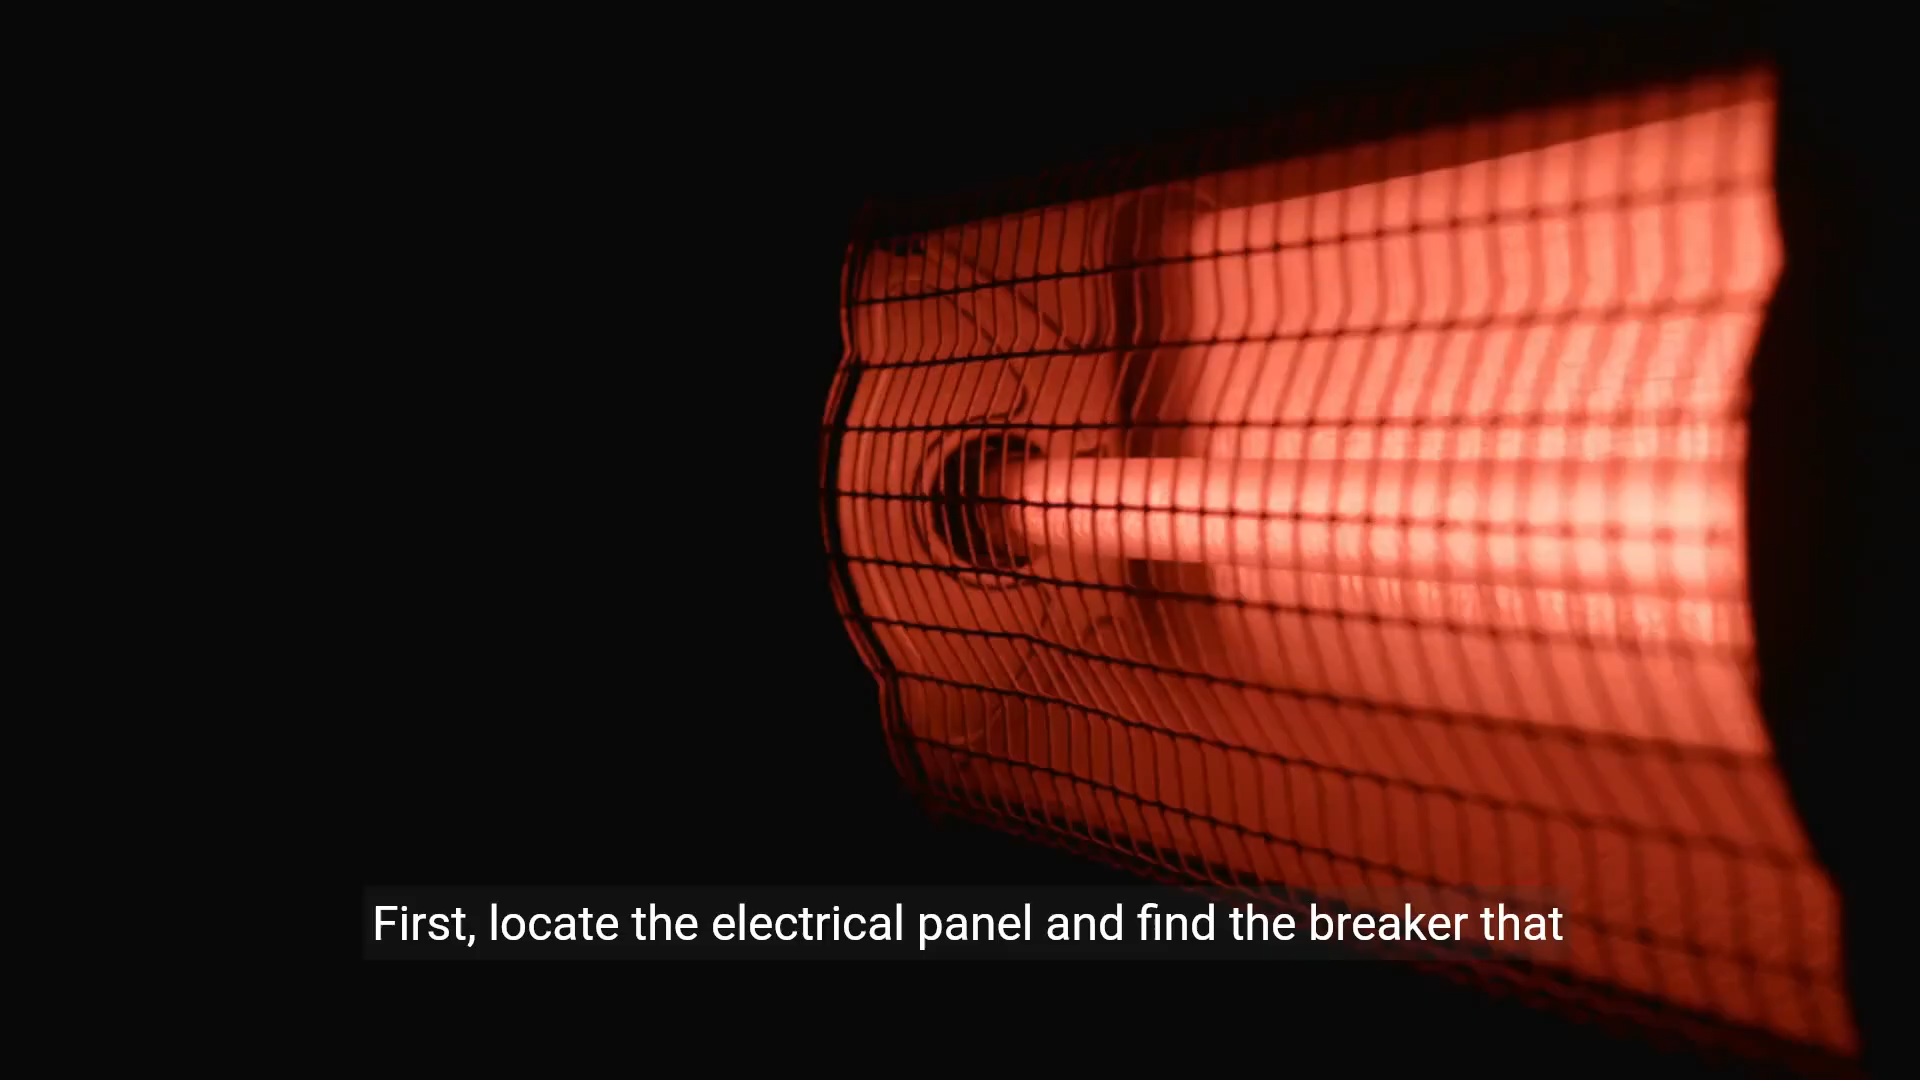 First, locate the electrical panel and find the breaker that